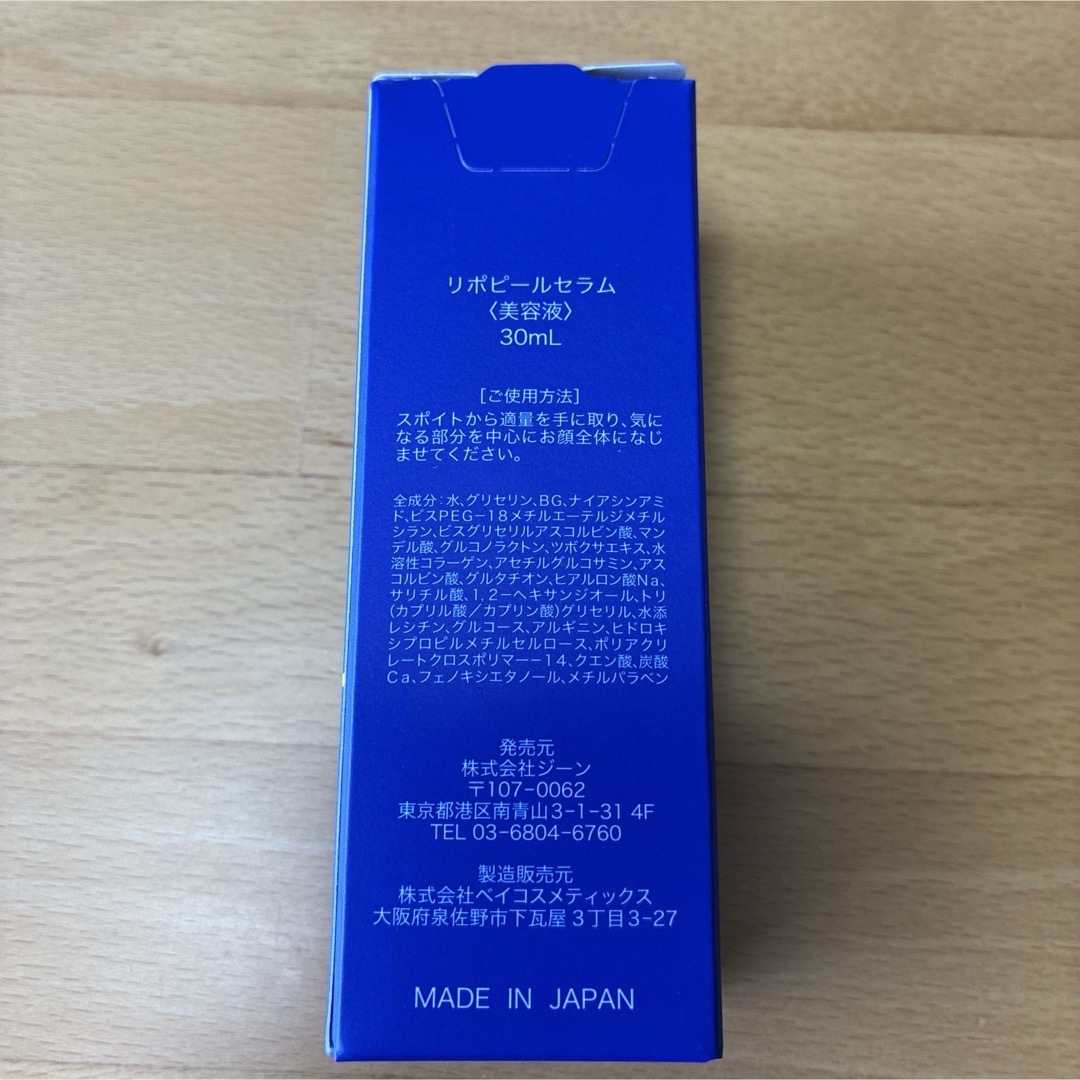 リポピールセラム
〈美容液〉
30mL
[ご使用方法]
スポイトから適量を手に取り、気に
なる部分を中心にお顔全体になじ
ませてください。
全成分:水、グリセリン、BG、ナイアシンアミ
ド、ビスPEG-18メチルエーテルジメチル
シラン、ビスグリセリルアスコルビン酸、マン
デル酸、グルコノラクトン、ツボクサエキス、水
溶性コラーゲン、アセチルグルコサミン、アス
コルビン酸、グルタチオン、ヒアルロン酸Na、
サリチル酸、1,2-ヘキサンジオール、トリ
(カプリル酸/カプリン酸)グリセリル、水添
レシチン、グルコース、アルギニン、ヒドロキ
シプロピルメチルセルロース、ポリアクリ
レートクロスポリマー-14、クエン酸、炭酸
Ca、フェノキシエタノール、メチルパラベン
発売元
株式会社ジーン
〒107-0062
東京都港区南青山3-1-31 4F
TEL 03-6804-6760
製造販売元
株式会社ベイコスメティックス
大阪府泉佐野市下瓦屋3丁目3-27
MADE IN JAPAN